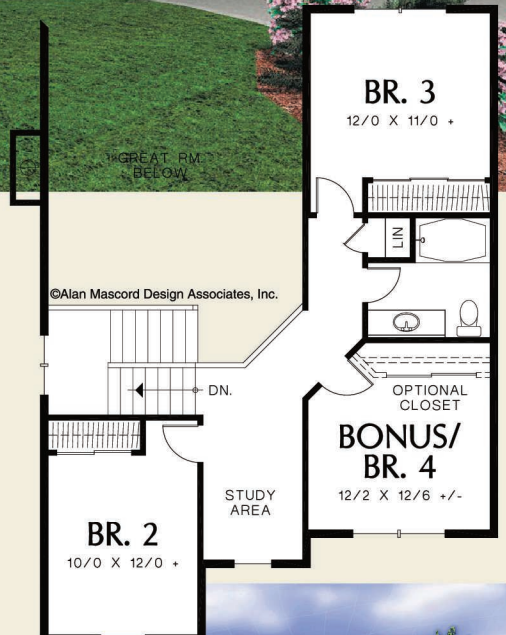 BR. 3
12/0 X 11/0 +
GREAT RM.
BELOW
LIN
©Alan Mascord Design Associates, Inc.
DN.
OPTIONAL
CLOSET
BONUS/
BR. 4
12/2 X 12/6 +/-
STUDY
AREA
BR. 2
10/0 X 12/0 +